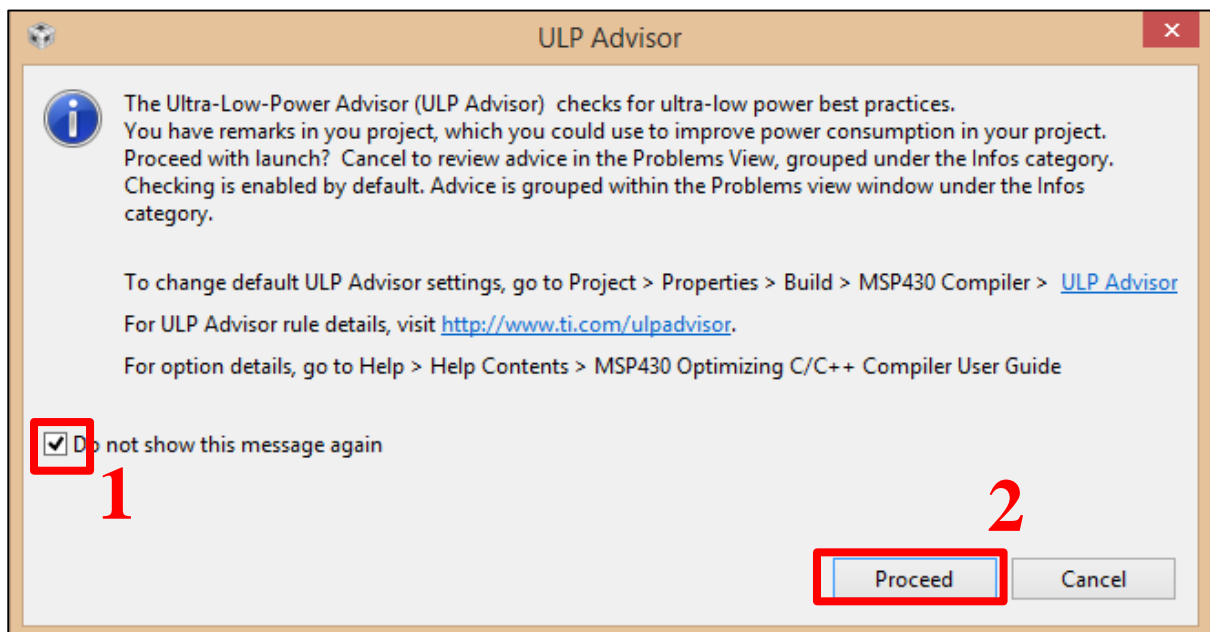 ULP Advisor
The Ultra-Low-Power Advisor (ULP Advisor)  checks for ultra-low power best practices.
You have remarks in you project, which you could use to improve power consumption in your project.
Proceed with launch?  Cancel to review advice in the Problems View, grouped under the Infos category.
Checking is enabled by default. Advice is grouped within the Problems view window under the Infos
category.
To change default ULP Advisor settings, go to Project > Properties > Build > MSP430 Compiler >  ULP Advisor
For ULP Advisor rule details, visit http://www.ti.com/ulpadvisor.
For option details, go to Help > Help Contents > MSP430 Optimizing C/C++ Compiler User Guide
Do not show this message again
1
2
Proceed Cancel